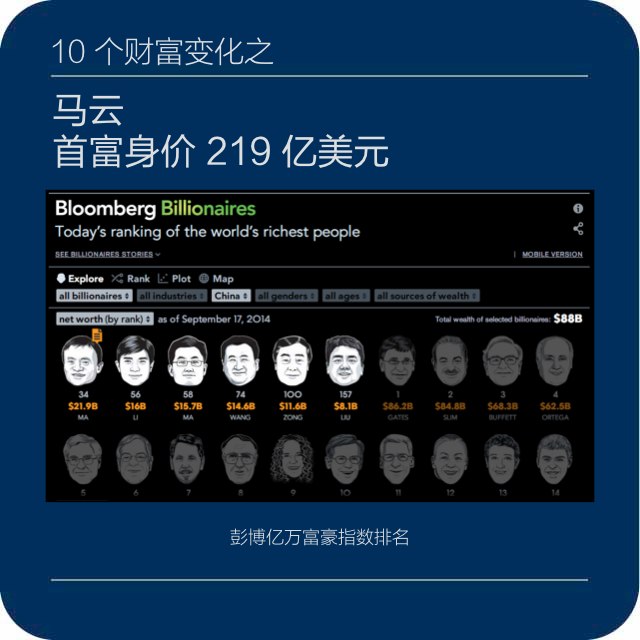 10 个财富变化之
马云
首富身价 219 亿美元
Bloomberg Billionaires
Today's ranking of the world's richest people
SEE BILLIONAIRES STORIES
MOBILE VERSION
Explore Rank Plot Map
all billionaires all industries China all genders all ages all sources of wealth
net worth (by rank) as of September 17, 2014
Total wealth of selected billionaires: $88B
34 56 58 74 100 157 1 2 3 4
$21.9B $16B $15.7B $14.6B $11.6B $8.1B $86.2B $84.8B $68.3B $62.5B
MA LI MA WANG ZONG LIU GATES SLIM BUFFETT ORTEGA
5 6 7 8 9 10 11 12 13 14
彭博亿万富豪指数排名